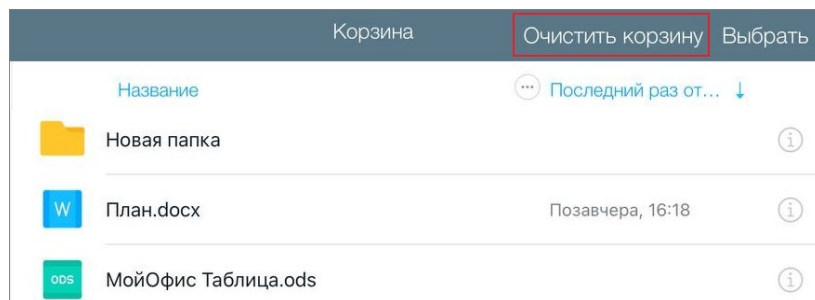 Корзина Очистить корзину Выбрать
Название ... Последний раз от... ↓
Новая папка i
W План.docx Позавчера, 16:18 i
ODS МойОфис Таблица.ods i